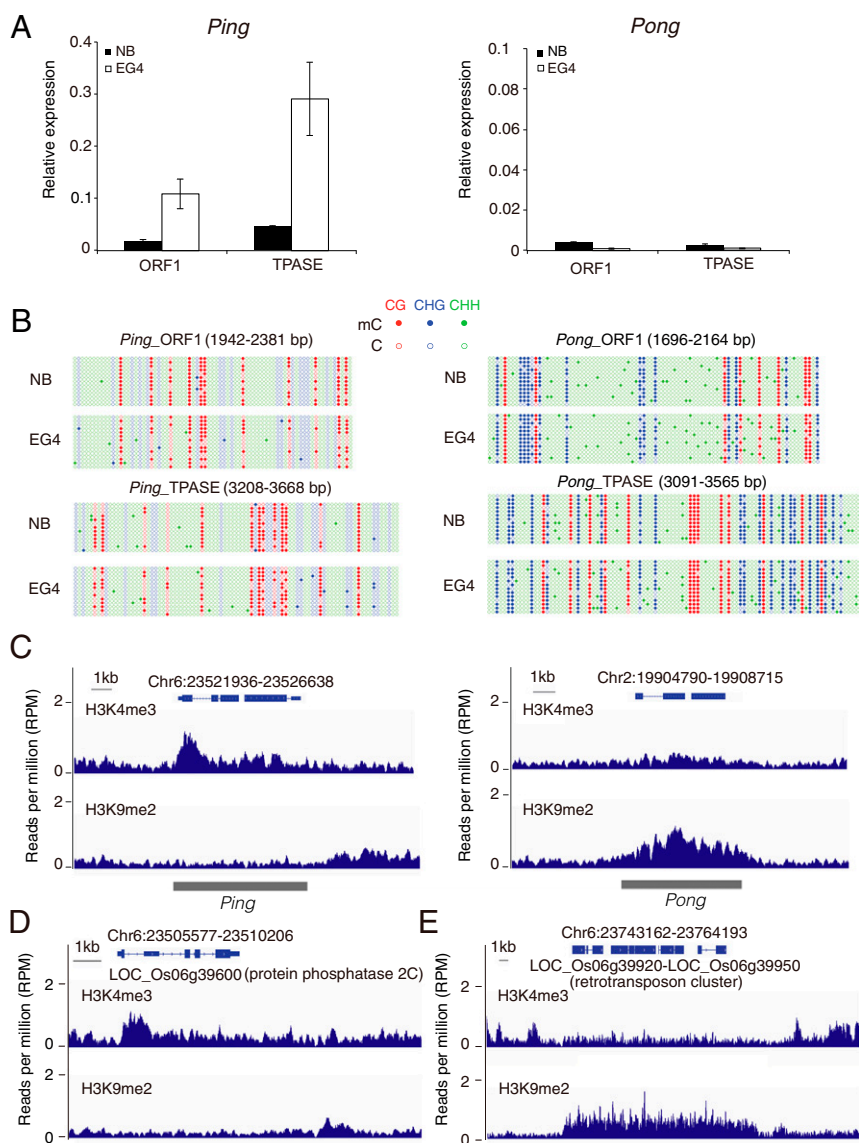 A
Ping
Pong
NB
EG4
Relative expression
0.4
0.3
0.2
0.1
0
ORF1
TPASE
NB
EG4
Relative expression
0.1
0.08
0.06
0.04
0.02
0
ORF1
TPASE
B
CG CHG CHH
mC
C
Ping_ORF1 (1942-2381 bp)
NB
EG4
Ping_TPASE (3208-3668 bp)
NB
EG4
Pong_ORF1 (1696-2164 bp)
NB
EG4
Pong_TPASE (3091-3565 bp)
NB
EG4
C
1kb
Chr6:23521936-23526638
Reads per million (RPM)
2
H3K4me3
0
2
H3K9me2
0
Ping
1kb
Chr2:19904790-19908715
Reads per million (RPM)
2
H3K4me3
0
2
H3K9me2
0
Pong
D
Chr6:23505577-23510206
1kb
LOC_Os06g39600 (protein phosphatase 2C)
Reads per million (RPM)
2
H3K4me3
0
2
H3K9me2
0
E
Chr6:23743162-23764193
1kb
LOC_Os06g39920-LOC_Os06g39950
(retrotransposon cluster)
Reads per million (RPM)
2
H3K4me3
0
2
H3K9me2
0